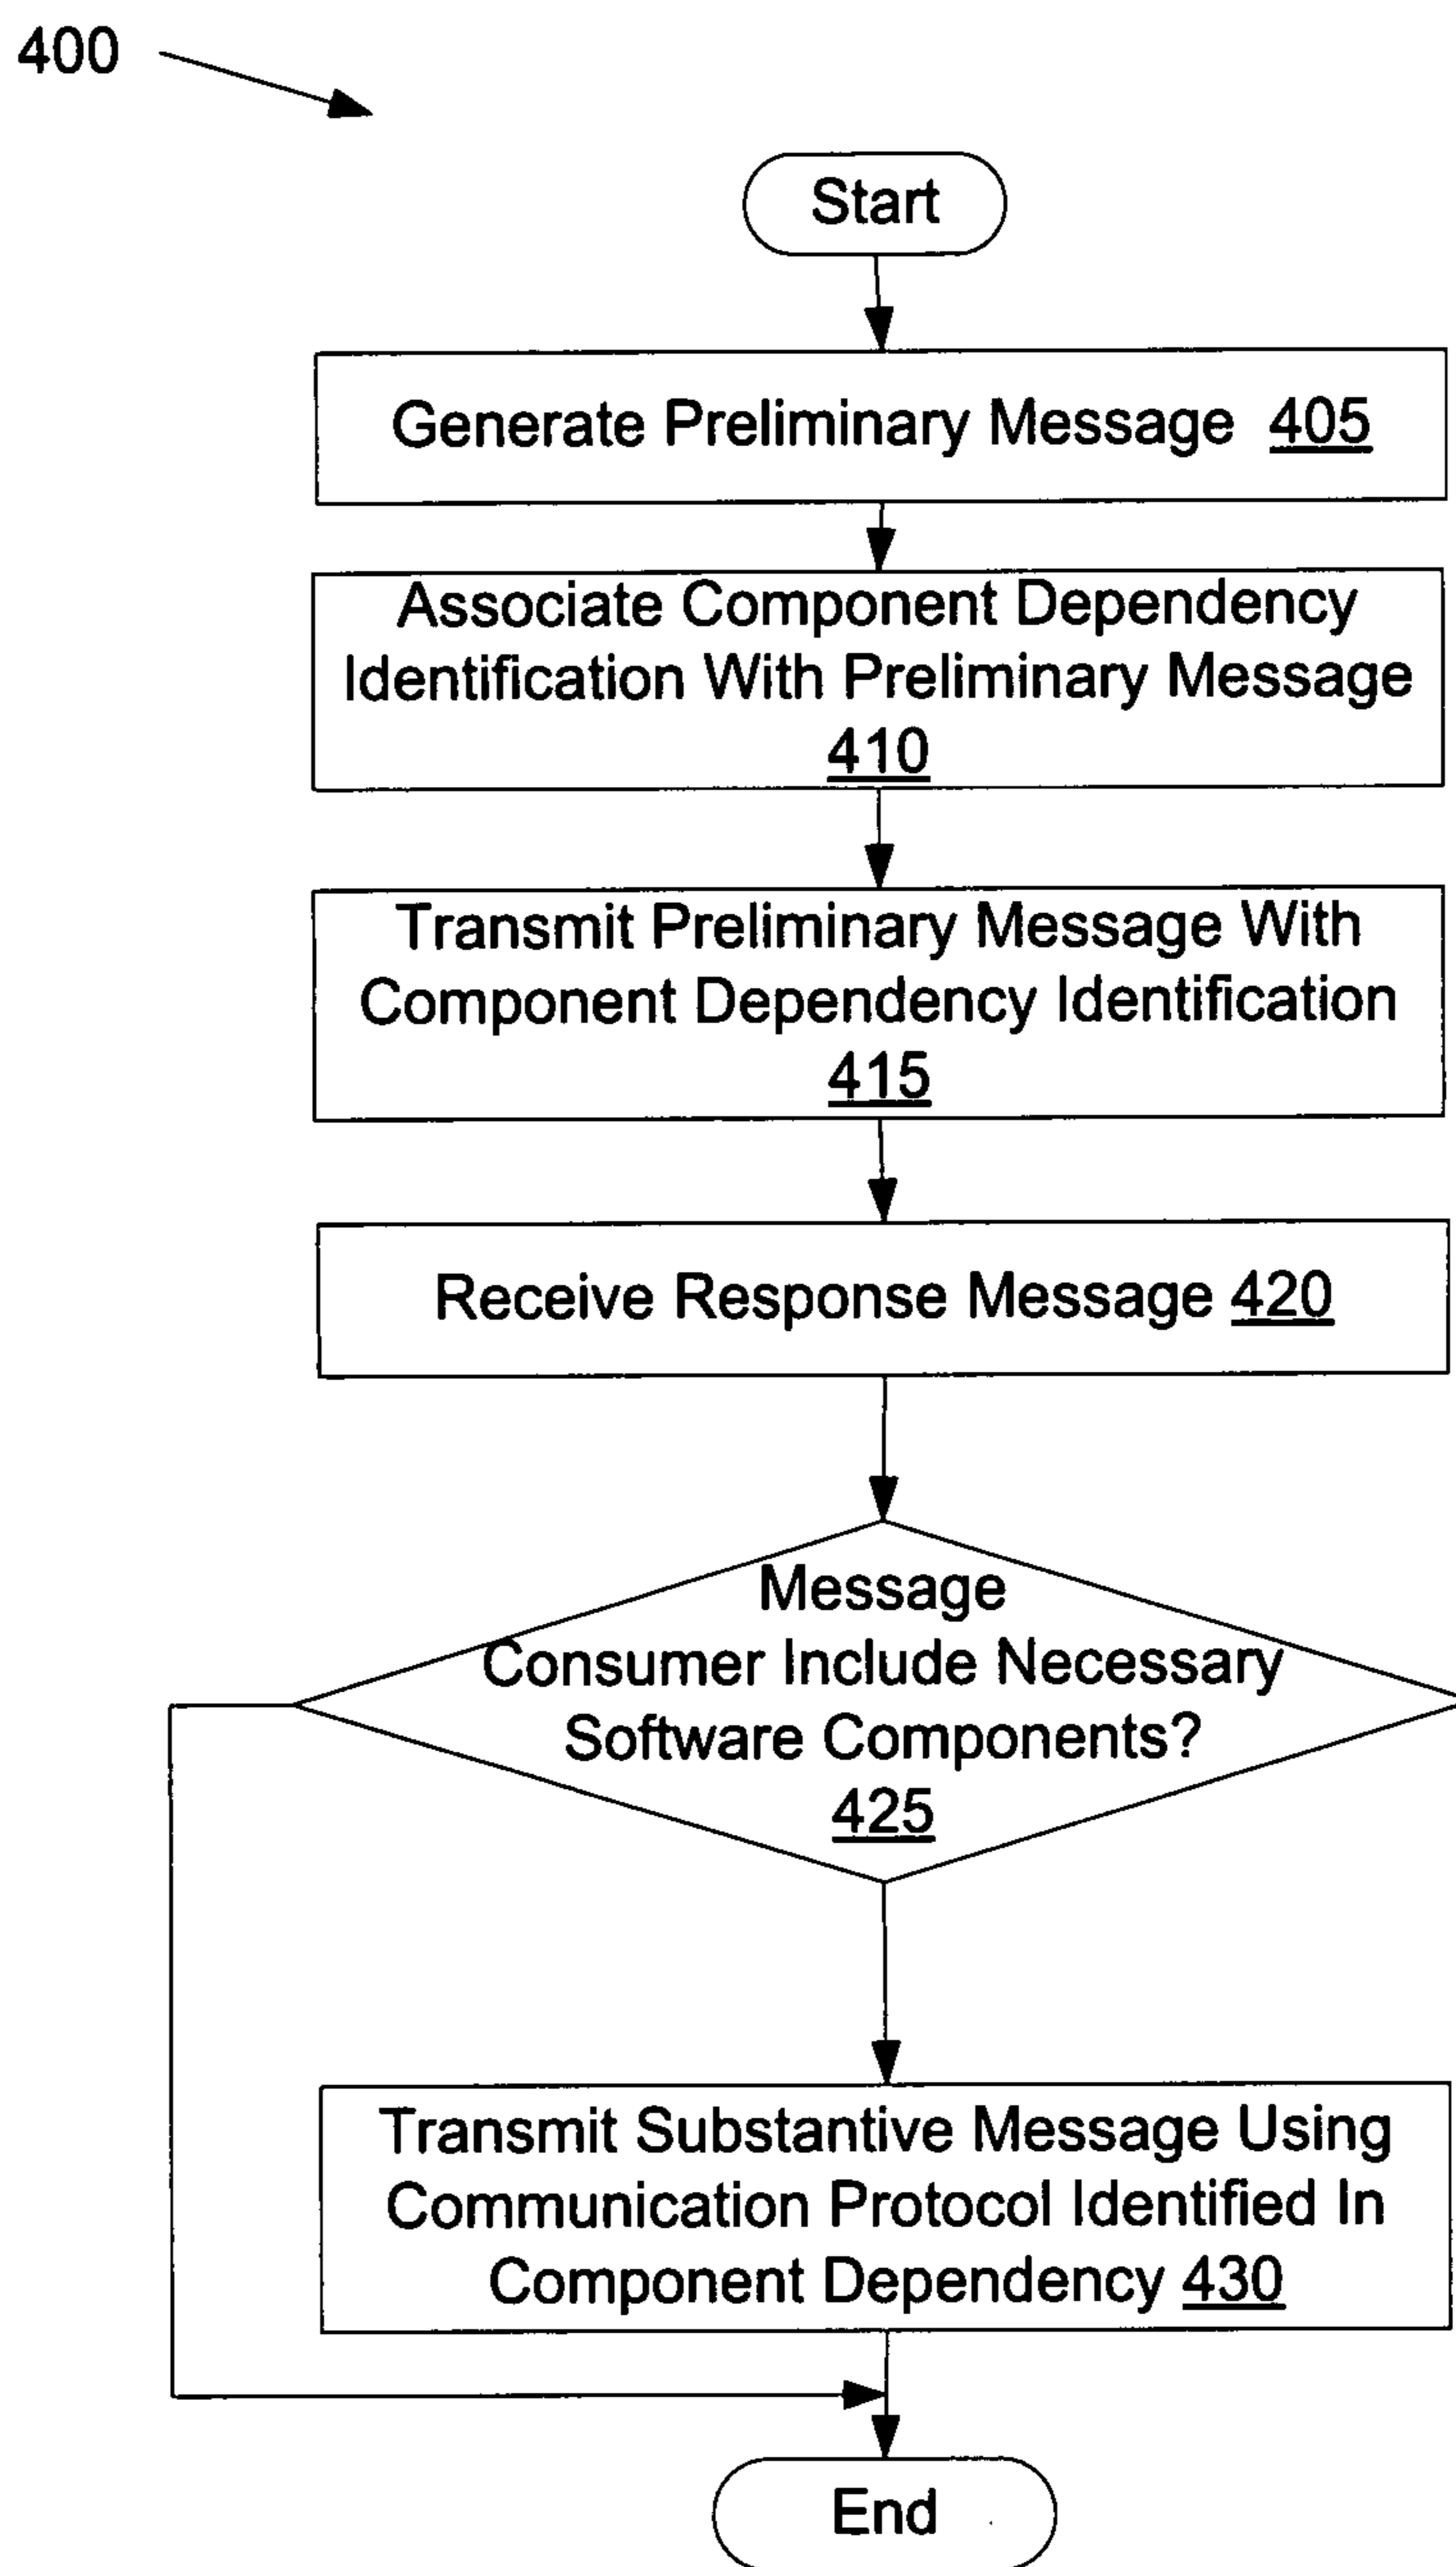 400
Start
Generate Preliminary Message 405
Associate Component Dependency
Identification With Preliminary Message
410
Transmit Preliminary Message With
Component Dependency Identification
415
Receive Response Message 420
Message
Consumer Include Necessary
Software Components?
425
Transmit Substantive Message Using
Communication Protocol Identified In
Component Dependency 430
End